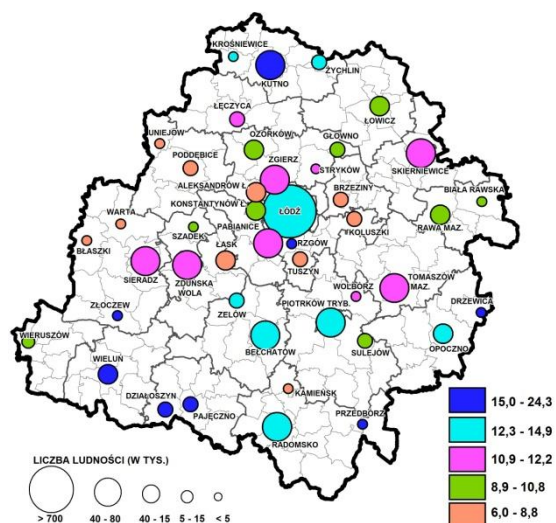 KROŚNIEWICE
ŻYCHLIN
KUTNO
ŁĘCZYCA
ŁOWICZ
UNIEJÓW
OZORKÓW
GŁOWNO
PODDĘBICE
ZGIERZ
STRYKÓW
SKIERNIEWICE
ALEKSANDRÓW Ł.
BRZEZINY
BIAŁA RAWSKA
KONSTANTYNÓW Ł.
ŁÓDŹ
WARTA
SZADEK
PABIANICE
KOLUSZKI
RAWA MAZ.
BŁASZKI
ŁASK
RZGÓW
TUSZYN
SIERADZ
ZDUŃSKA
WOLA
WOLBÓRZ
TOMASZÓW
MAZ.
ZŁOCZEW
ZELÓW
PIOTRKÓW TRYB.
DRZEWICA
WIERUSZÓW
BEŁCHATÓW
SULEJÓW
OPOCZNO
WIELUŃ
DZIAŁOSZYN
PAJĘCZNO
KAMIEŃSK
PRZEDBÓRZ
RADOMSKO
LICZBA LUDNOŚCI (W TYS.)
> 700
40 - 80
40 - 15
5 - 15
< 5
15,0 - 24,3
12,3 - 14,9
10,9 - 12,2
8,9 - 10,8
6,0 - 8,8